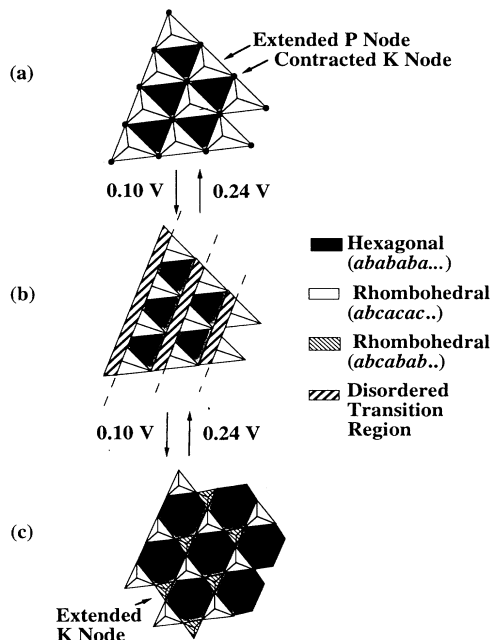 (a)
Extended P Node
Contracted K Node
0.10 V
0.24 V
(b)
Hexagonal
(abababa...)
Rhombohedral
(abcacac..)
Rhombohedral
(abcabab..)
Disordered
Transition
Region
0.10 V
0.24 V
(c)
Extended
K Node